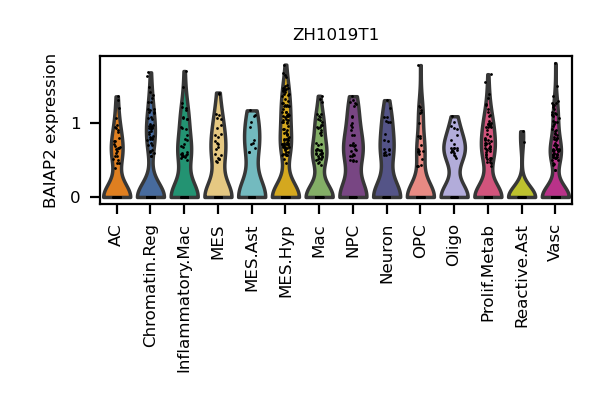 ZH1019T1
BAIAP2 expression
1
0
AC
Chromatin.Reg
Inflammatory.Mac
MES
MES.Ast
MES.Hyp
Mac
NPC
Neuron
OPC
Oligo
Prolif.Metab
Reactive.Ast
Vasc